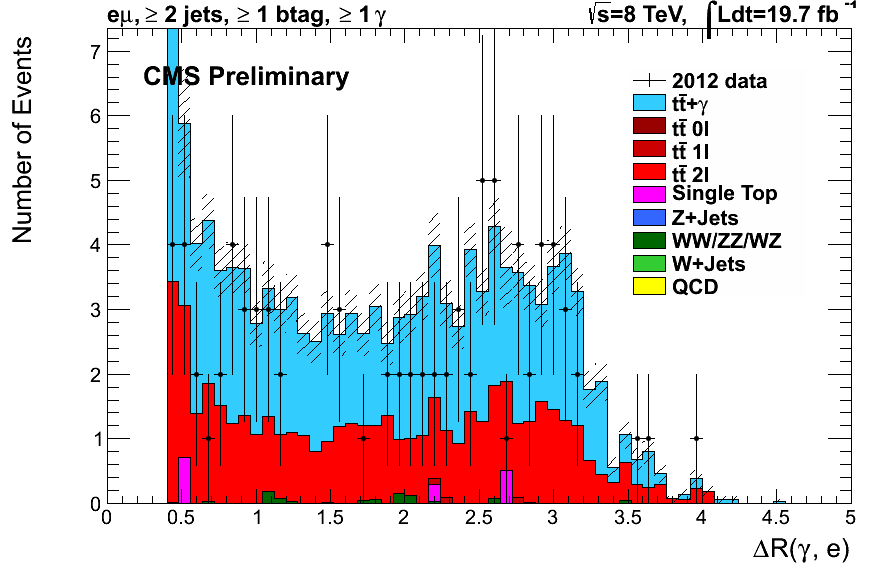 eμ, ≥ 2 jets, ≥ 1 btag, ≥ 1 γ
√s=8 TeV, ∫Ldt=19.7 fb⁻¹
CMS Preliminary
Number of Events
7
6
5
4
3
2
1
0
2012 data
tt̄+γ
tt̄ 0l
tt̄ 1l
tt̄ 2l
Single Top
Z+Jets
WW/ZZ/WZ
W+Jets
QCD
0 0.5 1 1.5 2 2.5 3 3.5 4 4.5 5
ΔR(γ, e)